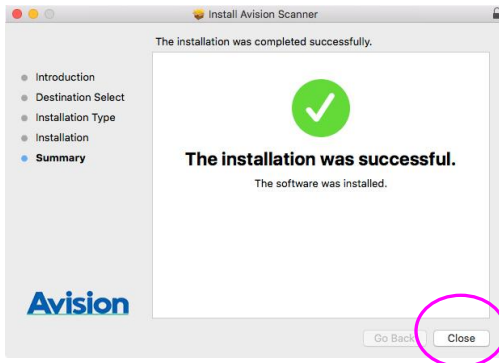 Install Avision Scanner
The installation was completed successfully.
Introduction
Destination Select
Installation Type
Installation
Summary
The installation was successful.
The software was installed.
Avision
Go Back
Close